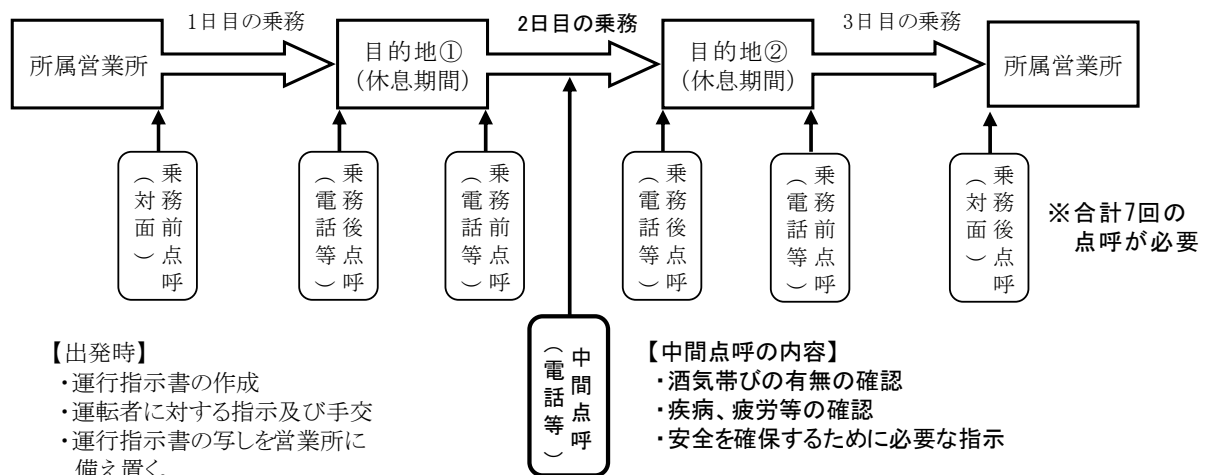 1日目の乗務
2日目の乗務
3日目の乗務
所属営業所
目的地①
(休息期間)
目的地②
(休息期間)
所属営業所
乗務前点呼
(対面)
乗務後点呼
(電話等)
乗務前点呼
(電話等)
乗務後点呼
(電話等)
乗務前点呼
(電話等)
乗務後点呼
(対面)
※合計7回の
点呼が必要
中間点呼
(電話等)
【出発時】
・運行指示書の作成
・運転者に対する指示及び手交
・運行指示書の写しを営業所に
備え置く
【中間点呼の内容】
・酒気帯びの有無の確認
・疾病、疲労等の確認
・安全を確保するために必要な指示